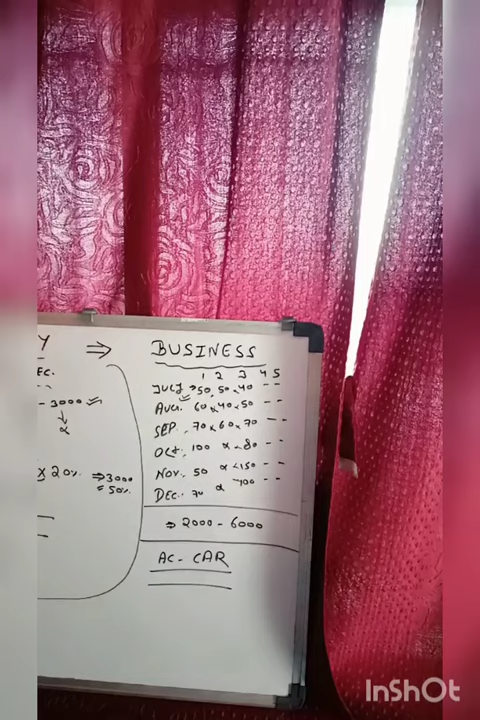 Y ⇒ BUSINESS
EC.
- 3000
↓
α
x 20% ⇒ 3000
= 50%
1 2 3 4 5
JULY → 50, 50, 40 - -
AUG. 60 x 40 x 50 - -
SEP. 70 x 60 x 70 - -
Oct. 100 α - 80 - -
Nov. 50 α <150 - -
DEC. 70 α 100 - -
⇒ 2000 - 6000
AC - CAR
InShOt